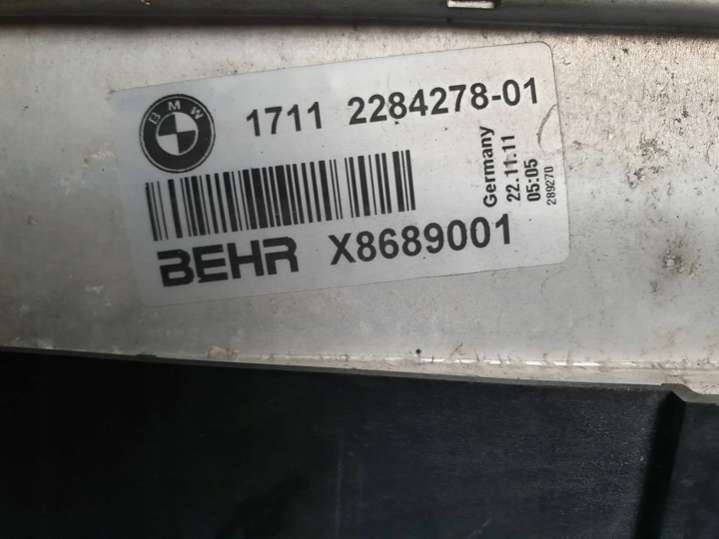 BMW
1711 2284278-01
Germany
22.11.11
05:05
289270
BEHR X8689001